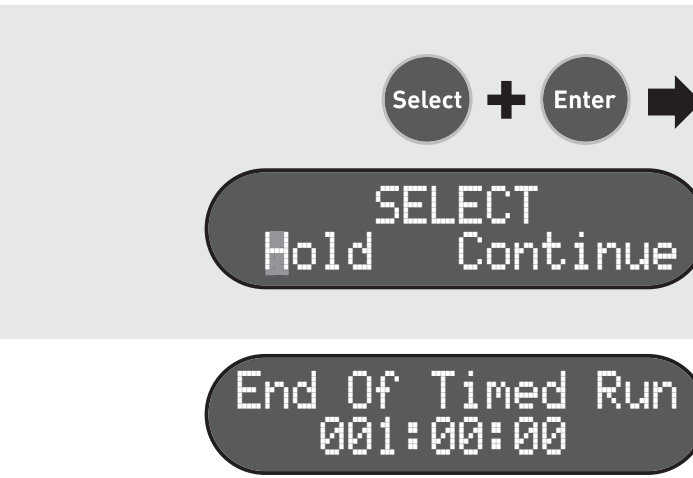 Select + Enter
SELECT
Hold Continue
End Of Timed Run
001:00:00